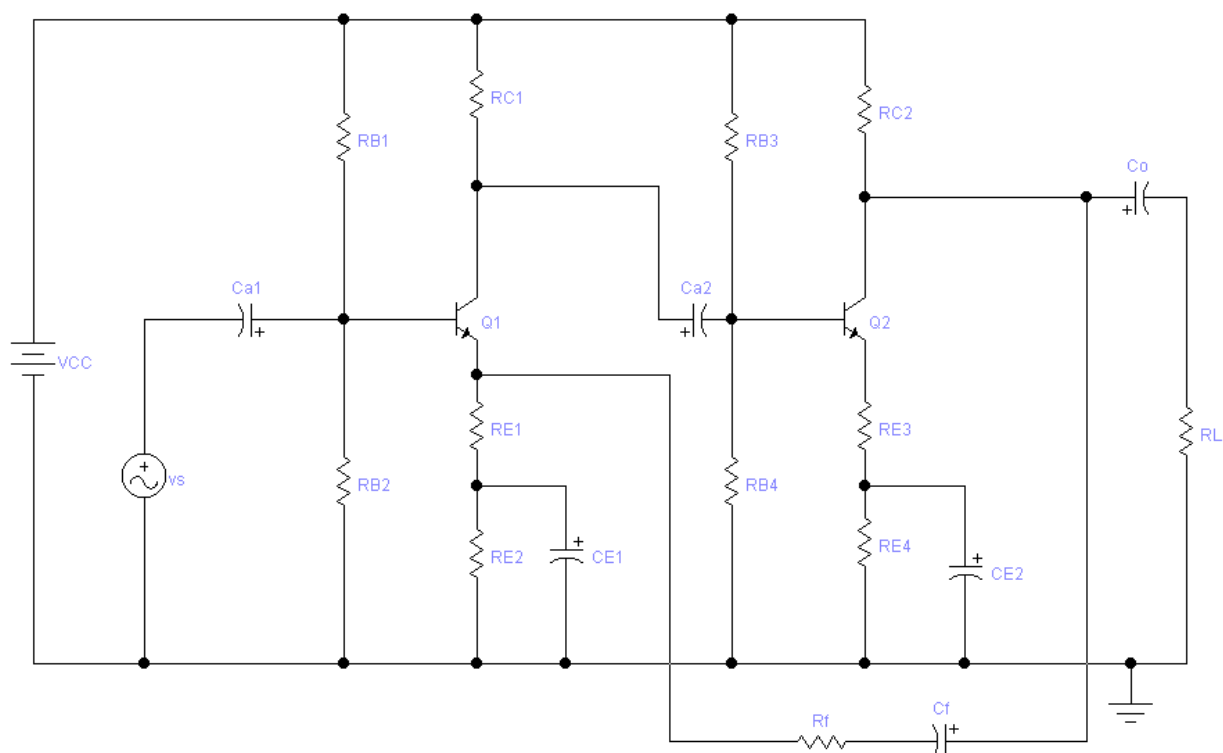 RC1
RC2
RB1
RB3
Co
Ca1
Ca2
Q1
Q2
VCC
RE1
RE3
RL
vs
RB2
RB4
RE2
CE1
RE4
CE2
Rf
Cf